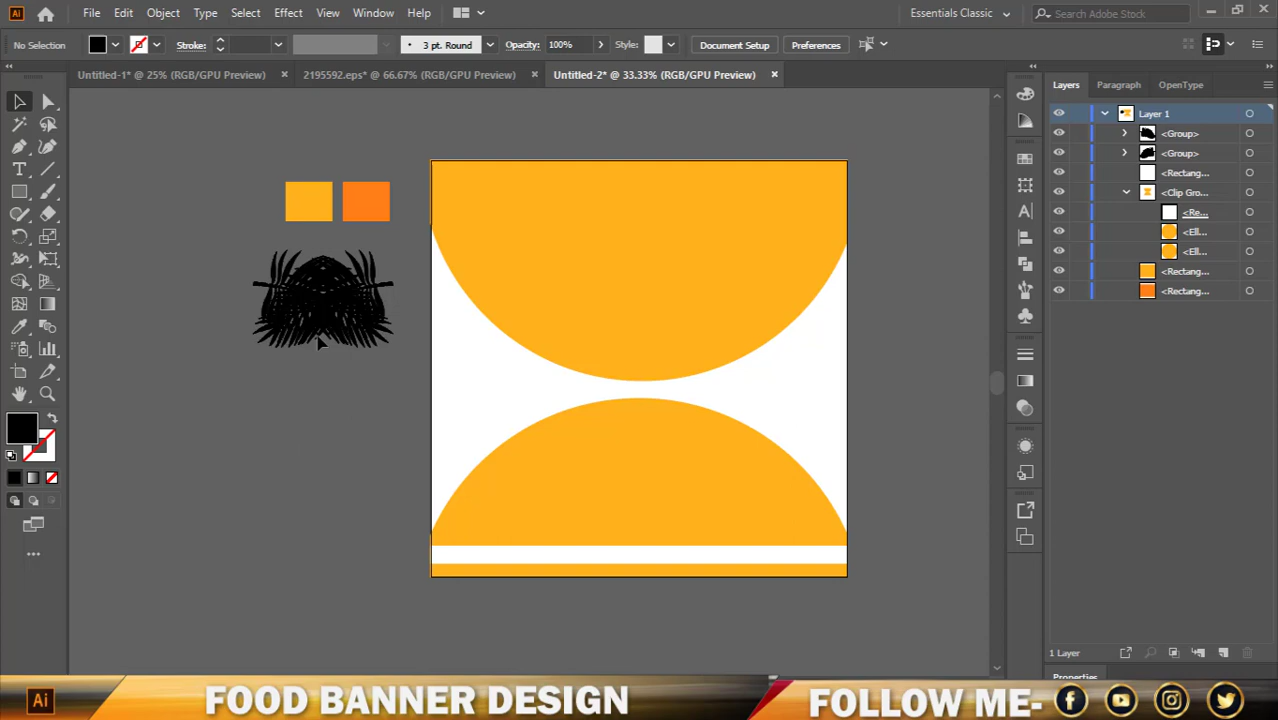 Ai File Edit Object Type Select Effect View Window Help Essentials Classic Search Adobe Stock
No Selection Stroke: 3 pt. Round Opacity: 100% Style: Document Setup Preferences
Untitled-1* @ 25% (RGB/GPU Preview) 2195592.eps* @ 66.67% (RGB/GPU Preview) Untitled-2* @ 33.33% (RGB/GPU Preview)
Layers Paragraph OpenType
Layer 1
<Group>
<Group>
<Rectang...
<Clip Gro...
<Re...
<Ell...
<Ell...
<Rectang...
<Rectang...
1 Layer
Properties
Ai FOOD BANNER DESIGN FOLLOW ME-